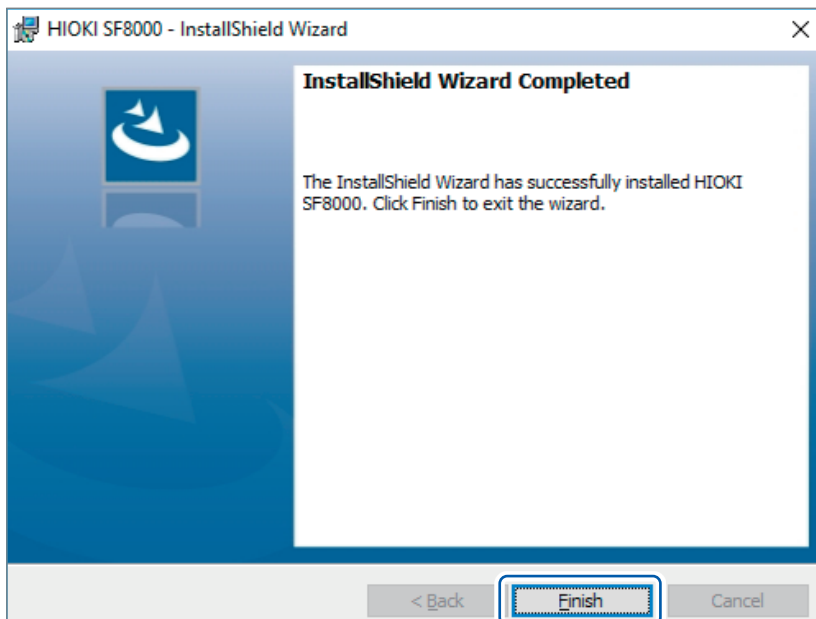 HIOKI SF8000 - InstallShield Wizard
InstallShield Wizard Completed
The InstallShield Wizard has successfully installed HIOKI
SF8000. Click Finish to exit the wizard.
< Back
Finish
Cancel